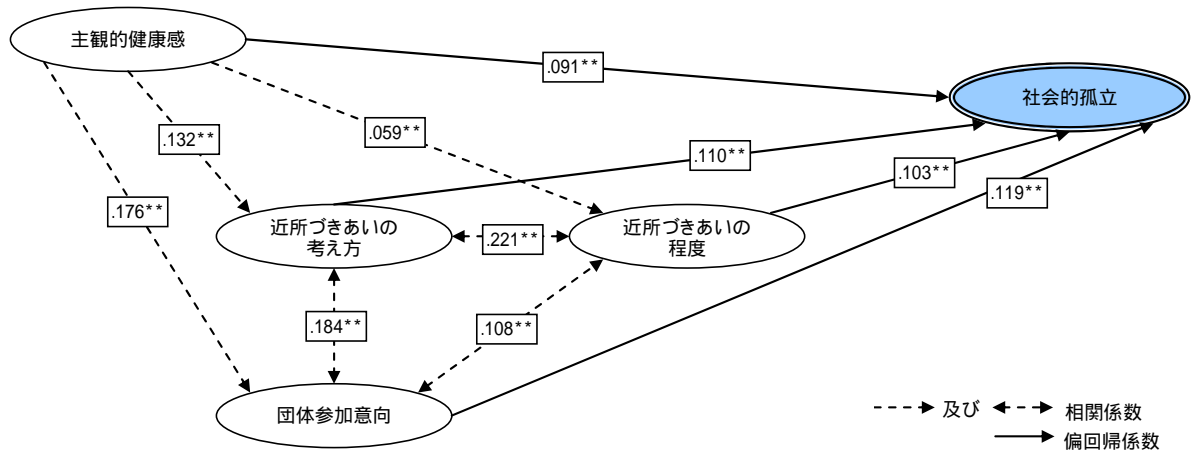 主観的健康感
.091**
社会的孤立
.132**
.059**
.110**
.103**
.119**
.176**
近所づきあいの
考え方
.221**
近所づきあいの
程度
.184**
.108**
団体参加意向
及び
相関係数
偏回帰係数